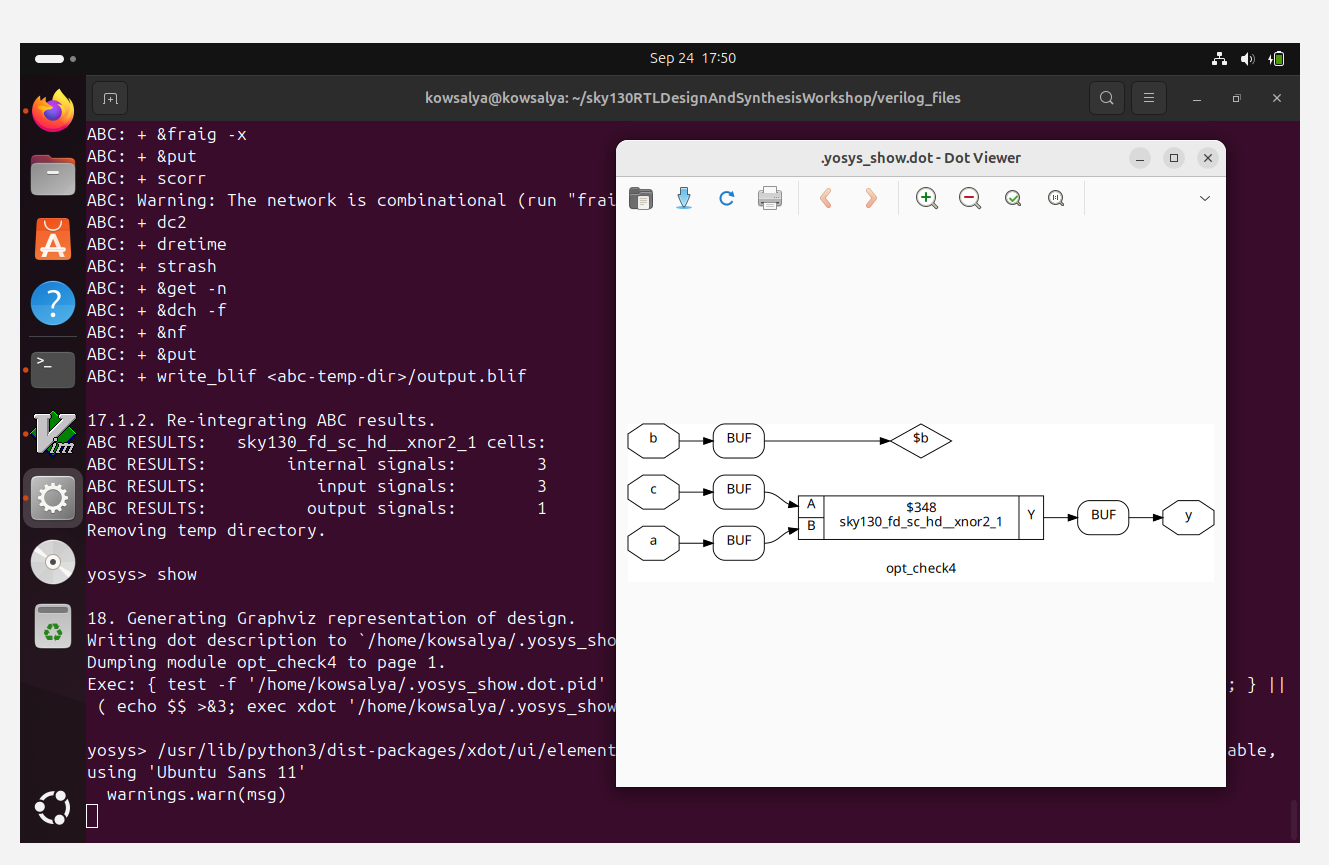 Sep 24  17:50
kowsalya@kowsalya: ~/sky130RTLDesignAndSynthesisWorkshop/verilog_files
ABC: + &fraig -x
ABC: + &put
ABC: + scorr
ABC: Warning: The network is combinational (run "frai
ABC: + dc2
ABC: + dretime
ABC: + strash
ABC: + &get -n
ABC: + &dch -f
ABC: + &nf
ABC: + &put
ABC: + write_blif <abc-temp-dir>/output.blif
17.1.2. Re-integrating ABC results.
ABC RESULTS:   sky130_fd_sc_hd__xnor2_1 cells:
ABC RESULTS:        internal signals:        3
ABC RESULTS:           input signals:        3
ABC RESULTS:          output signals:        1
Removing temp directory.
yosys> show
18. Generating Graphviz representation of design.
Writing dot description to `/home/kowsalya/.yosys_sho
Dumping module opt_check4 to page 1.
Exec: { test -f '/home/kowsalya/.yosys_show.dot.pid' ; } ||
( echo $$ >&3; exec xdot '/home/kowsalya/.yosys_show
yosys> /usr/lib/python3/dist-packages/xdot/ui/element able,
using 'Ubuntu Sans 11'
warnings.warn(msg)
.yosys_show.dot - Dot Viewer
b BUF $b
c BUF
a BUF
A
B
$348
sky130_fd_sc_hd__xnor2_1
Y
BUF
y
opt_check4
>_
Vim
?
A